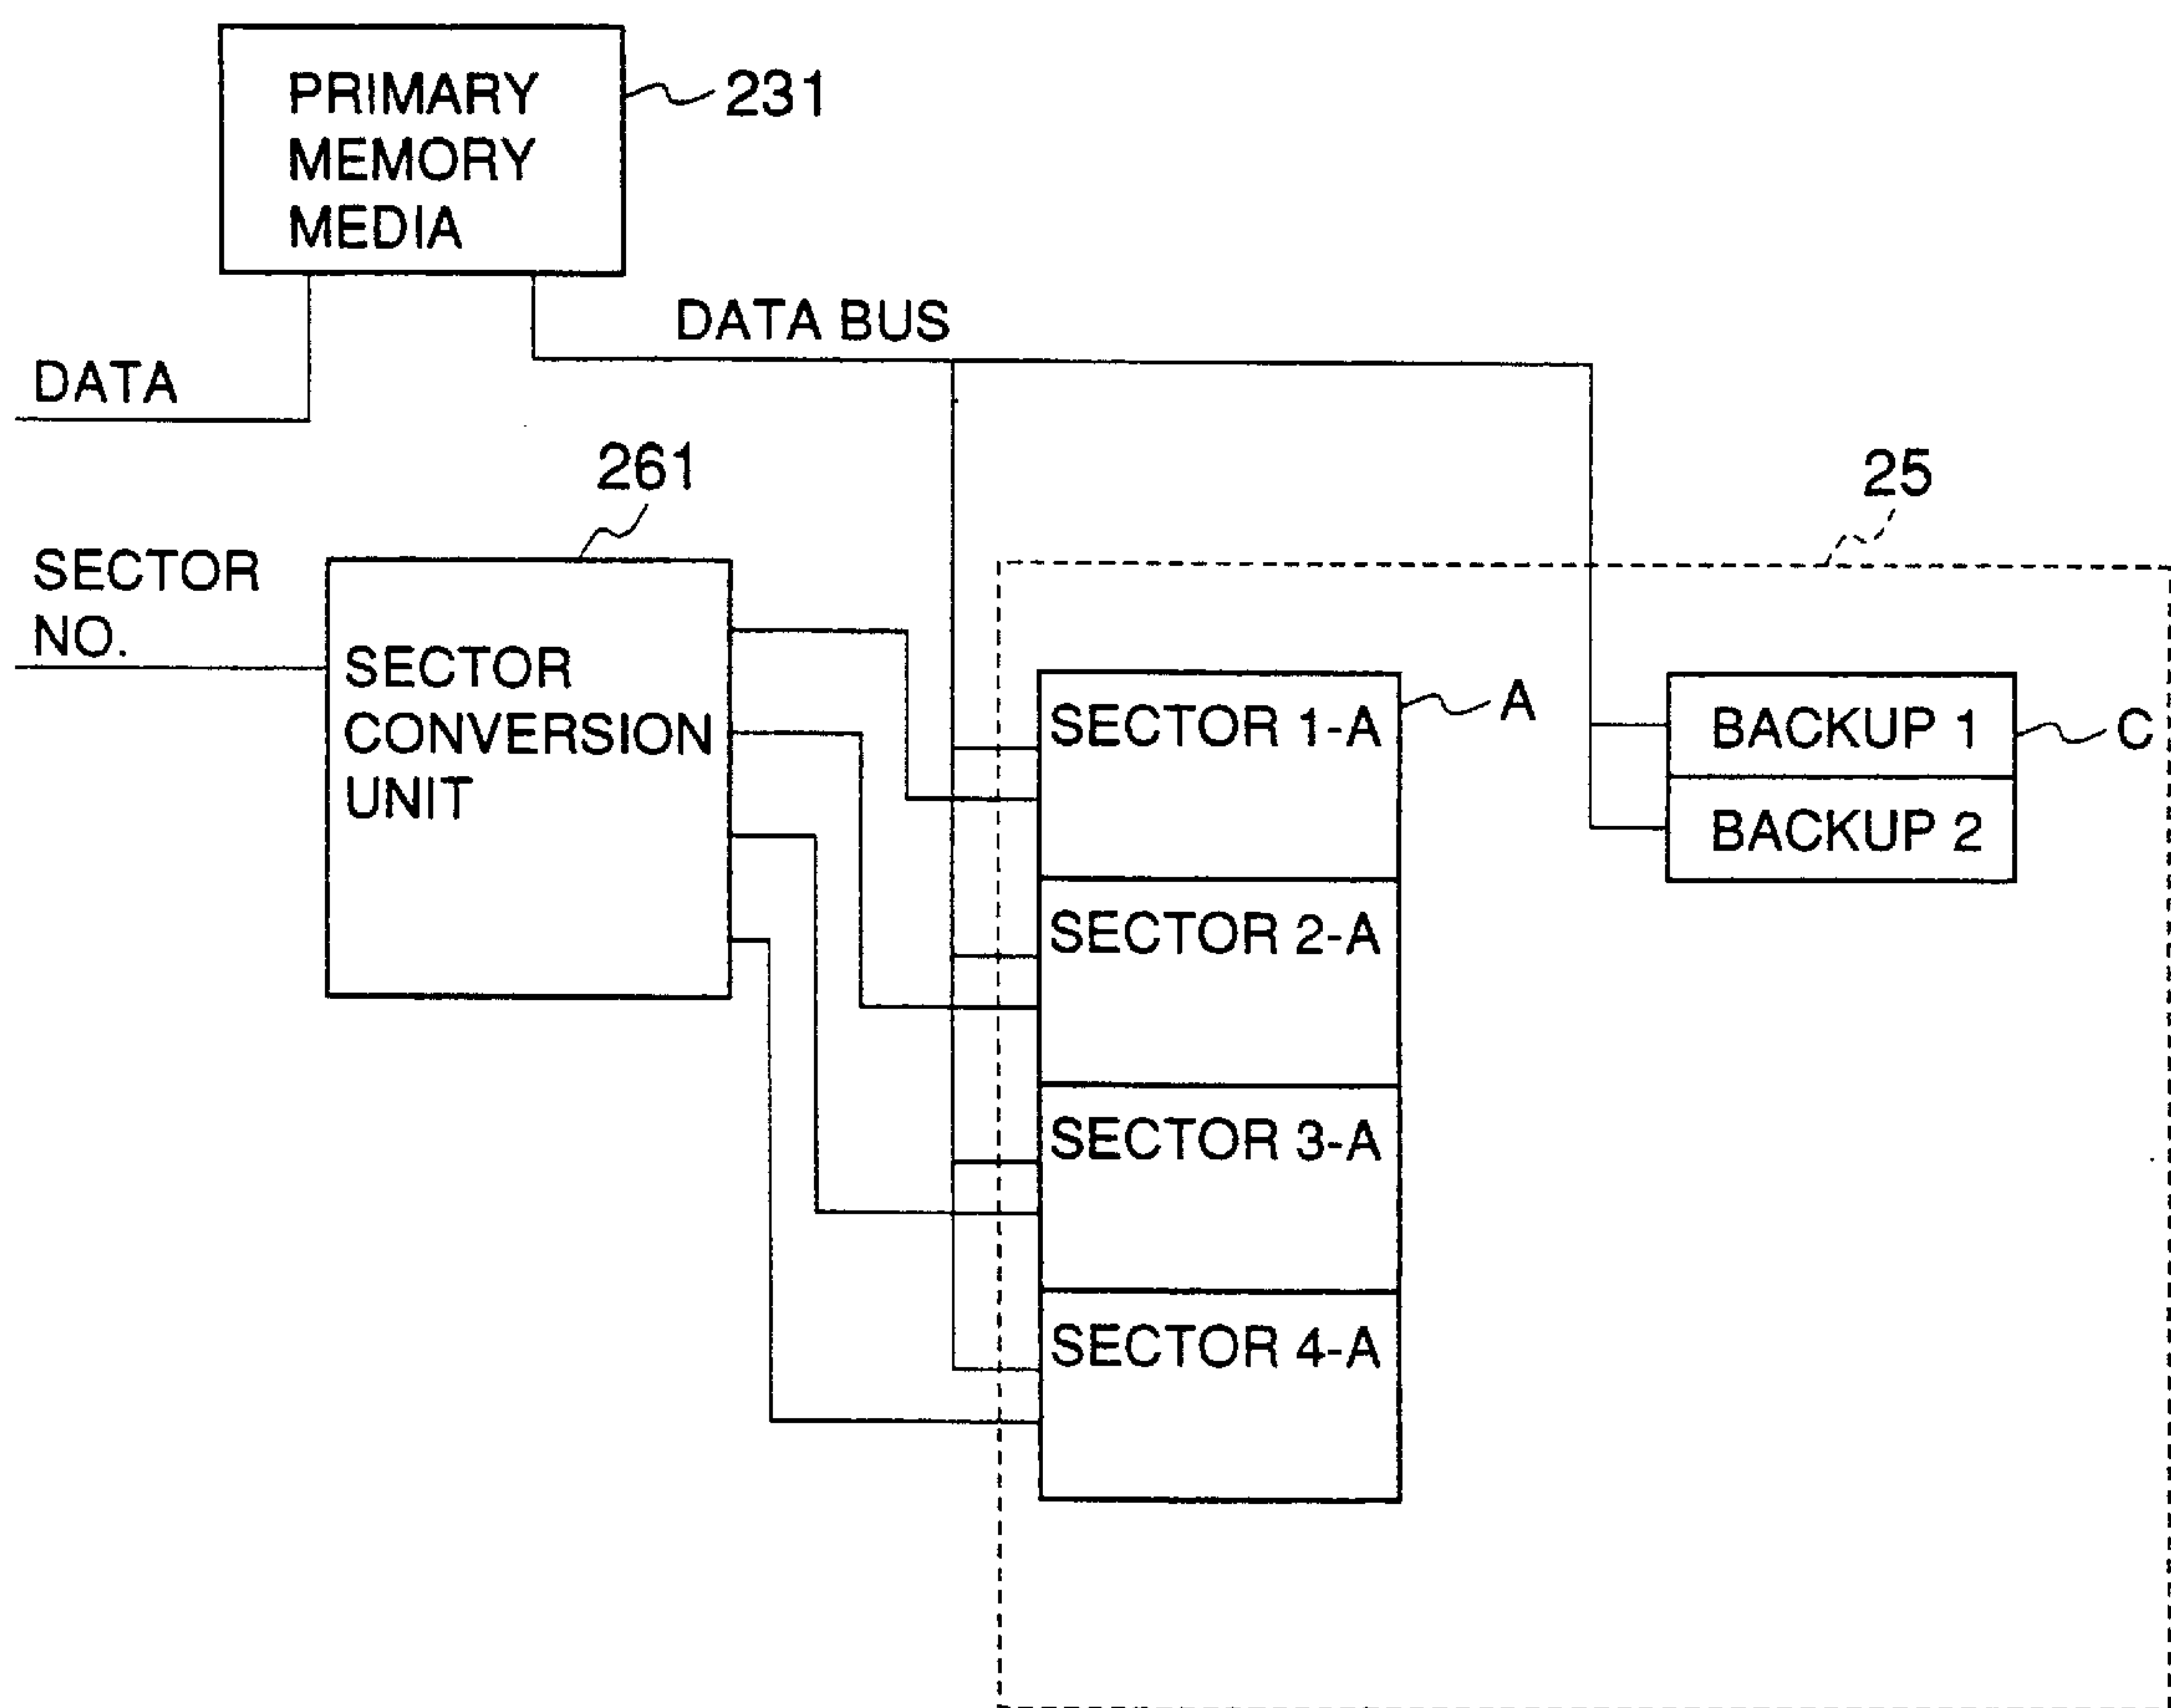 PRIMARY
MEMORY
MEDIA
231
DATA BUS
DATA
261
25
SECTOR
NO.
SECTOR
CONVERSION
UNIT
SECTOR 1-A
A
BACKUP 1
C
BACKUP 2
SECTOR 2-A
SECTOR 3-A
SECTOR 4-A